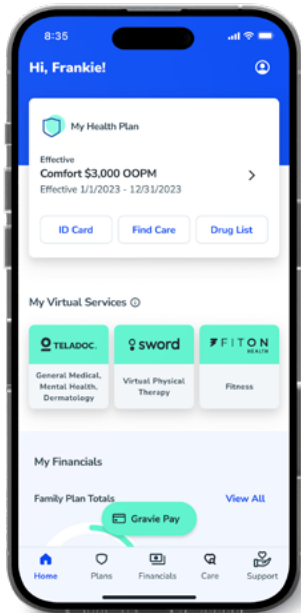 8:35
Hi, Frankie!
My Health Plan
Effective
Comfort $3,000 OOPM
Effective 1/1/2023 - 12/31/2023
ID Card
Find Care
Drug List
My Virtual Services
TELADOC.
General Medical,
Mental Health,
Dermatology
sword
Virtual Physical
Therapy
FITON
HEALTH
Fitness
My Financials
Family Plan Totals
View All
Gravie Pay
Home
Plans
Financials
Care
Support